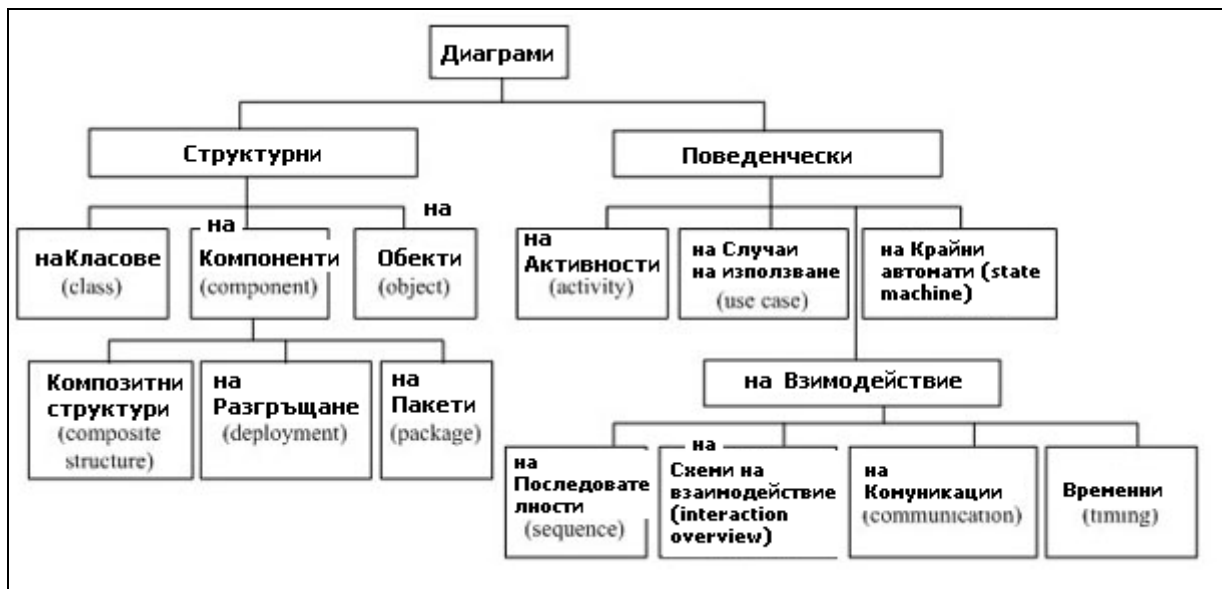 Диаграми
Структурни
Поведенчески
наКласове
(class)
на
Компоненти
(component)
на
Обекти
(object)
на
Активности
(activity)
на Случаи
на използване
(use case)
на Крайни
автомати (state
machine)
Композитни
структури
(composite
structure)
на
Разгръщане
(deployment)
на
Пакети
(package)
на Взимодействие
на
Последовате
лности
(sequence)
на
Схеми на
взаимодействие
(interaction
overview)
на
Комуникации
(communication)
Временни
(timing)